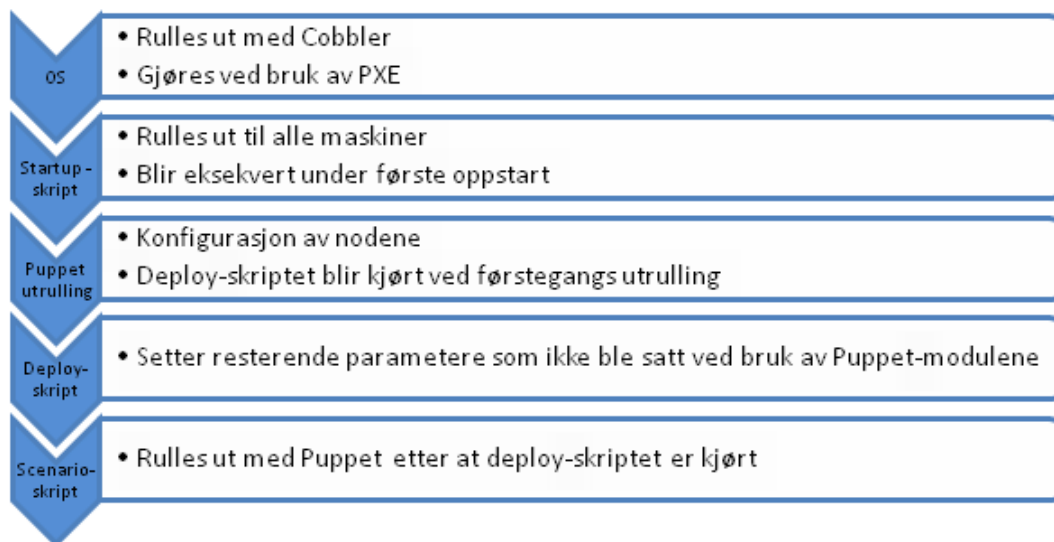 OS
• Rulles ut med Cobbler
• Gjøres ved bruk av PXE
Startup-
skript
• Rulles ut til alle maskiner
• Blir eksekvert under første oppstart
Puppet
utrulling
• Konfigurasjon av nodene
• Deploy-skriptet blir kjørt ved førstegangs utrulling
Deploy-
skript
• Setter resterende parametere som ikke ble satt ved bruk av Puppet-modulene
Scenario-
skript
• Rulles ut med Puppet etter at deploy-skriptet er kjørt